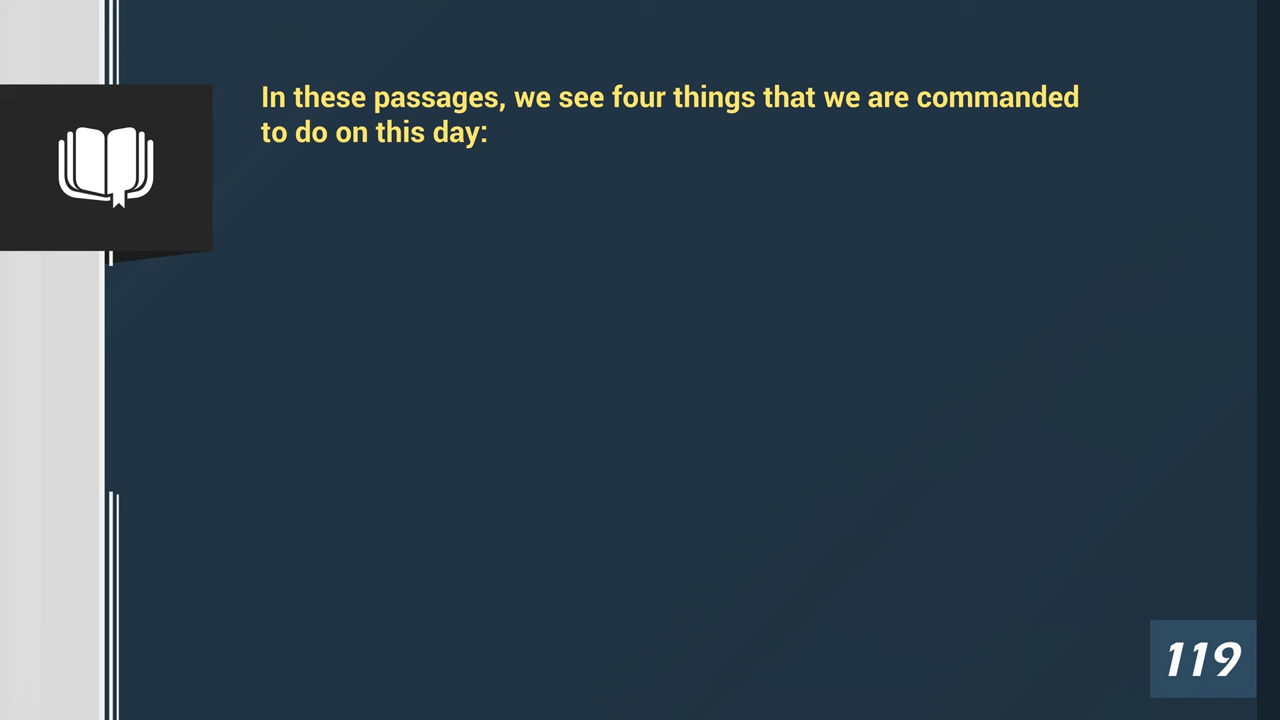 In these passages, we see four things that we are commanded
to do on this day:
119